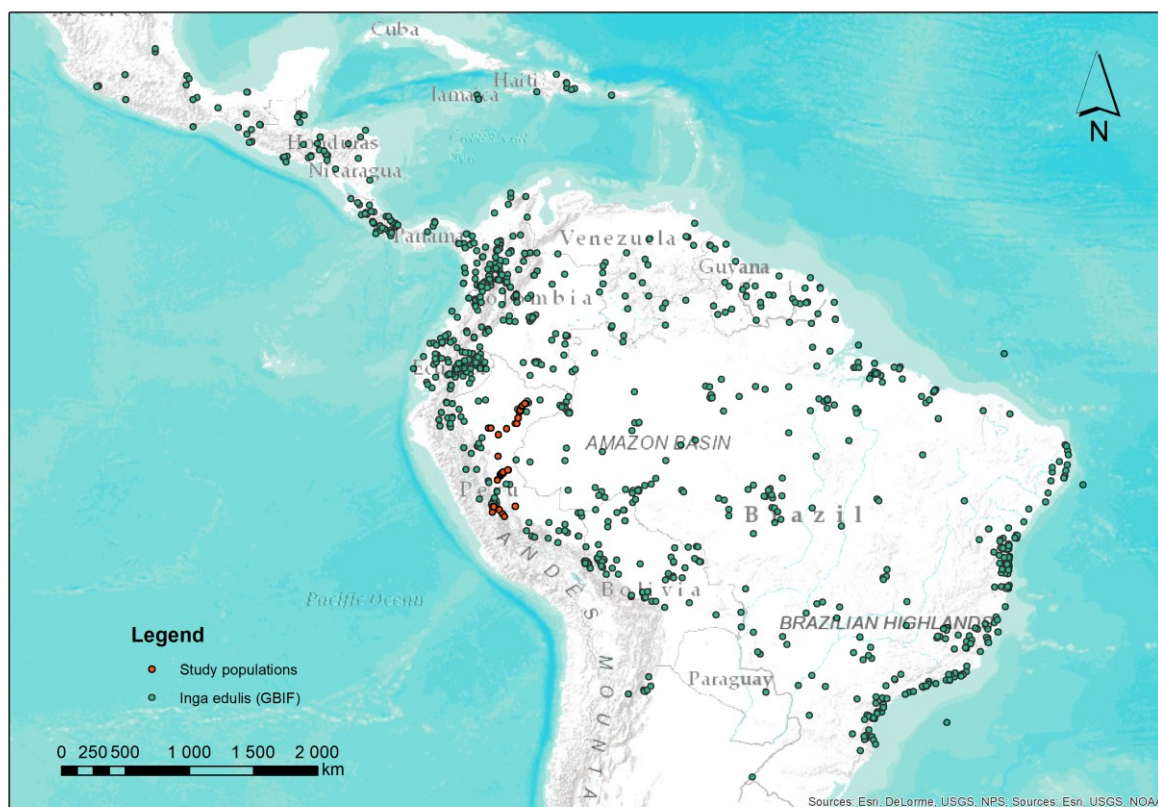 Cuba
Haiti
Jamaica
Honduras
Nicaragua
Panama
Venezuela
Guyana
Colombia
AMAZON BASIN
Peru
Brazil
ANDES MOUNTA
Bolivia
Pacific Ocean
BRAZILIAN HIGHLANDS
Paraguay
Legend
Study populations
Inga edulis (GBIF)
0 250 500 1 000 1 500 2 000
km
N
Sources: Esri, DeLorme, USGS, NPS; Sources: Esri, USGS, NOAA